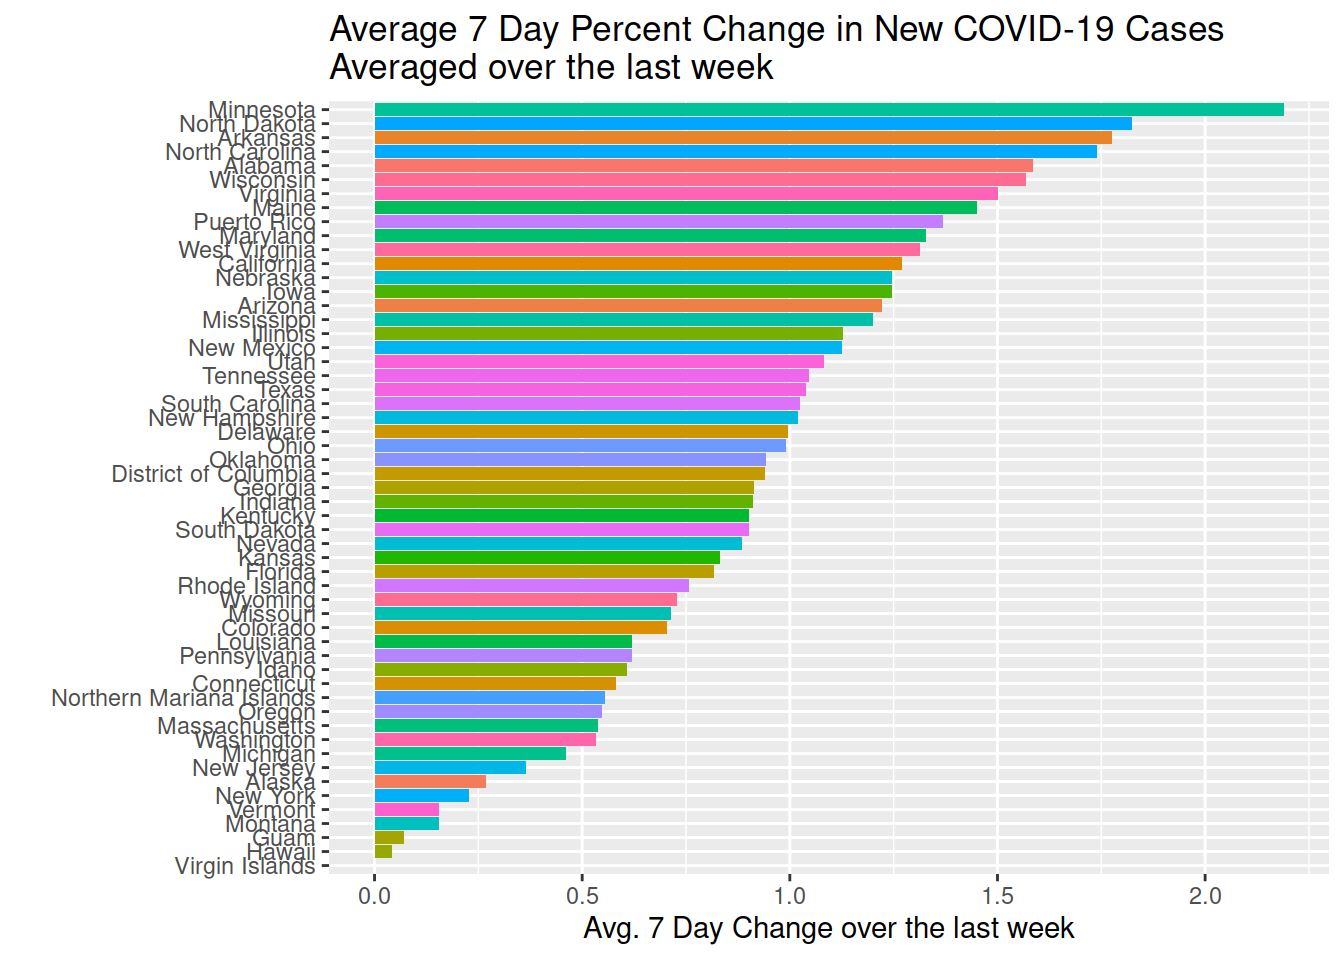 Average 7 Day Percent Change in New COVID-19 Cases
Averaged over the last week
Minnesota
North Dakota
Arkansas
North Carolina
Alabama
Wisconsin
Virginia
Maine
Puerto Rico
Maryland
West Virginia
California
Nebraska
Iowa
Arizona
Mississippi
Illinois
New Mexico
Utah
Tennessee
Texas
South Carolina
New Hampshire
Delaware
Ohio
Oklahoma
District of Columbia
Georgia
Indiana
Kentucky
South Dakota
Nevada
Kansas
Florida
Rhode Island
Wyoming
Missouri
Colorado
Louisiana
Pennsylvania
Idaho
Connecticut
Northern Mariana Islands
Oregon
Massachusetts
Washington
Michigan
New Jersey
Alaska
New York
Vermont
Montana
Guam
Hawaii
Virgin Islands
0.0 0.5 1.0 1.5 2.0
Avg. 7 Day Change over the last week